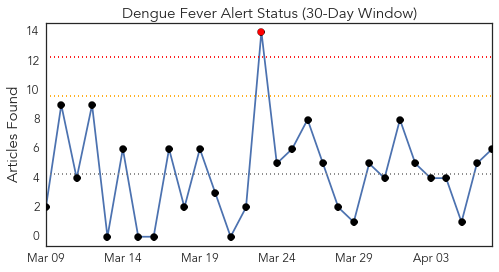 Dengue Fever Alert Status (30-Day Window)
Articles Found
14
12
10
8
6
4
2
0
Mar 09
Mar 14
Mar 19
Mar 24
Mar 29
Apr 03